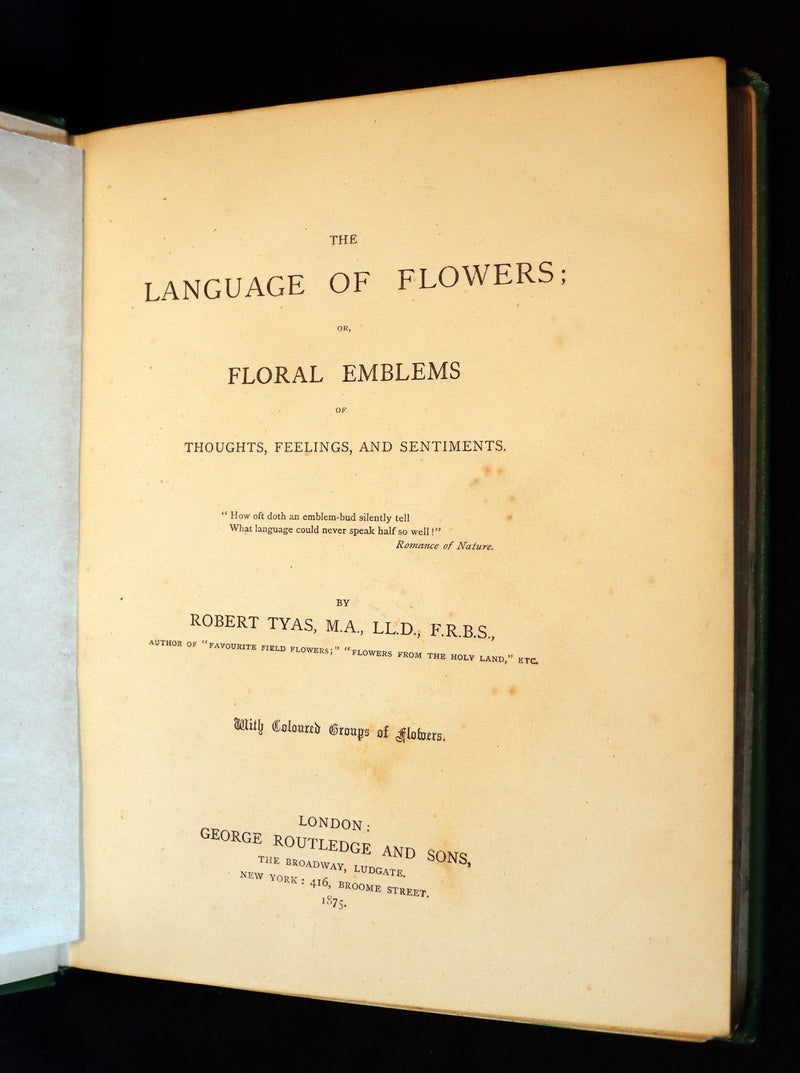 THE
LANGUAGE OF FLOWERS;
OR,
FLORAL EMBLEMS
OF
THOUGHTS, FEELINGS, AND SENTIMENTS.
“ How oft doth an emblem-bud silently tell
What language could never speak half so well!”
Romance of Nature.
BY
ROBERT TYAS, M.A., LL.D., F.R.B.S.,
AUTHOR OF “FAVOURITE FIELD FLOWERS;” “FLOWERS FROM THE HOLY LAND,” ETC.
With Coloured Groups of Flowers.
LONDON:
GEORGE ROUTLEDGE AND SONS,
THE BROADWAY, LUDGATE.
NEW YORK: 416, BROOME STREET.
1875.